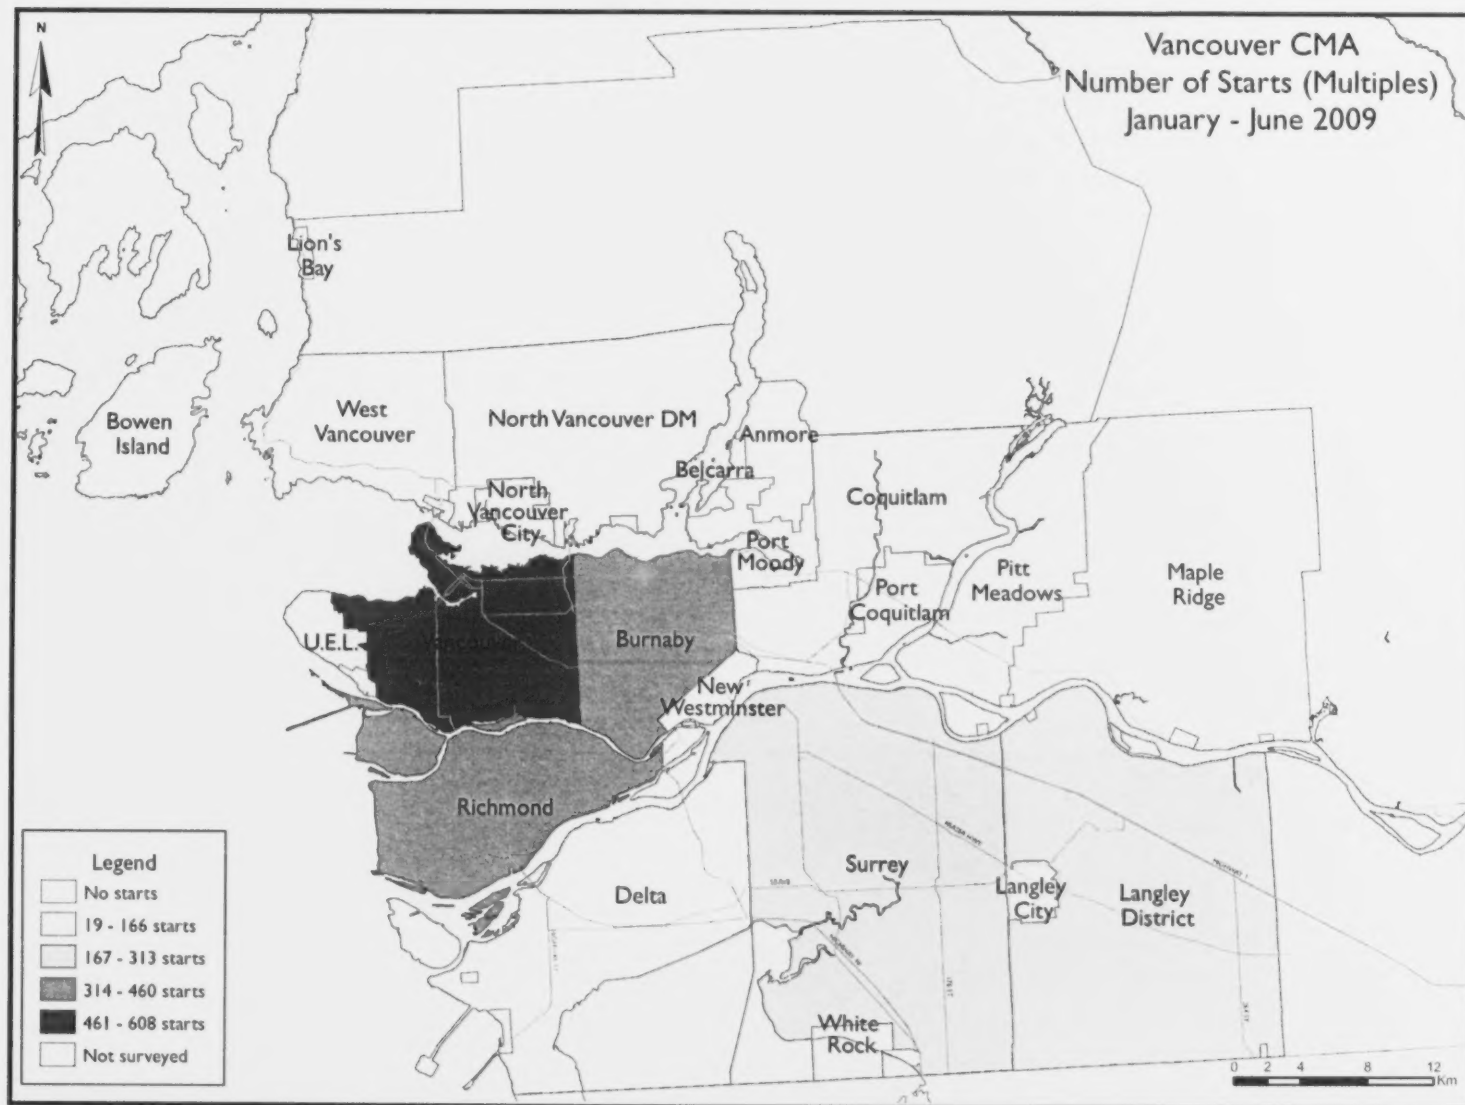 N
Vancouver CMA
Number of Starts (Multiples)
January - June 2009
Lion's
Bay
Bowen
Island
West
Vancouver
North Vancouver DM
Anmore
Belcarra
North
Vancouver
City
Coquitlam
Port
Moody
Pitt
Meadows
Port
Coquitlam
Maple
Ridge
U.E.L.
Vancouver
Burnaby
New
Westminster
Richmond
Delta
Surrey
Langley
City
Langley
District
HIGHWAY 1
White
Rock
Legend
No starts
19 - 166 starts
167 - 313 starts
314 - 460 starts
461 - 608 starts
Not surveyed
0 2 4 8 12
Km